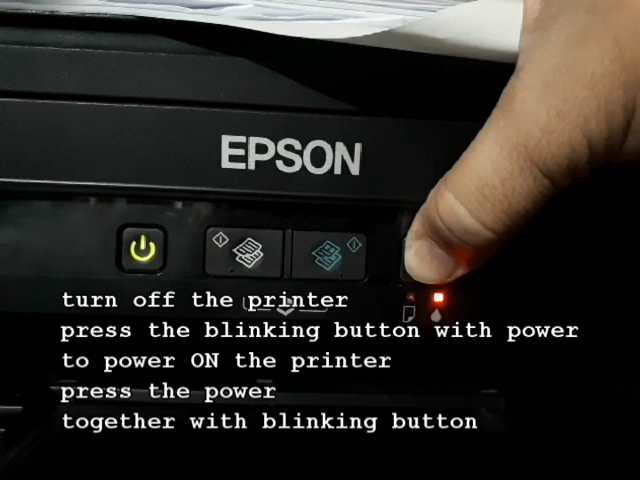 EPSON
turn off the printer
press the blinking button with power
to power ON the printer
press the power
together with blinking button